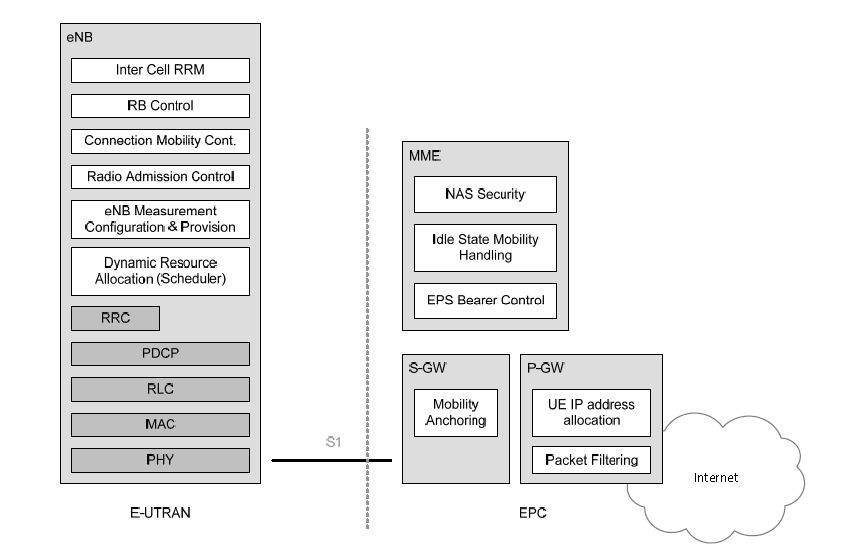 eNB
Inter Cell RRM
RB Control
Connection Mobility Cont.
Radio Admission Control
eNB Measurement
Configuration & Provision
Dynamic Resource
Allocation (Scheduler)
RRC
PDCP
RLC
MAC
PHY
S1
MME
NAS Security
Idle State Mobility
Handling
EPS Bearer Control
S-GW
Mobility
Anchoring
P-GW
UE IP address
allocation
Packet Filtering
Internet
E-UTRAN
EPC